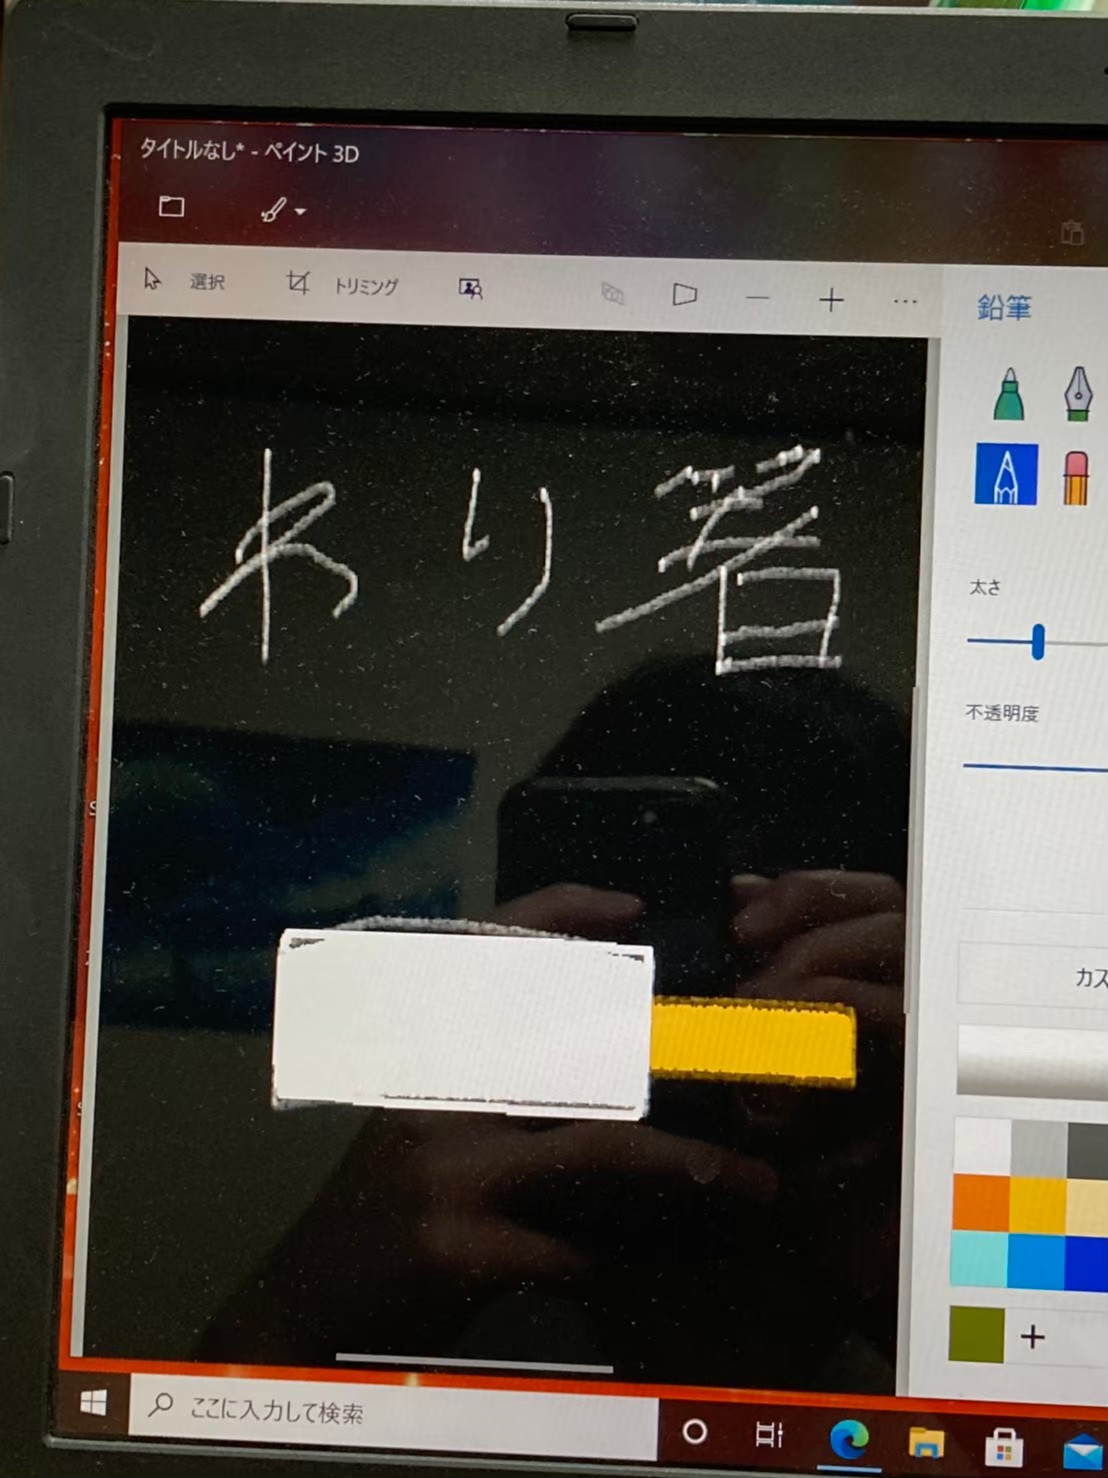 タイトルなし* - ペイント 3D
選択 トリミング
鉛筆
わり箸
太さ
不透明度
カス
ここに入力して検索